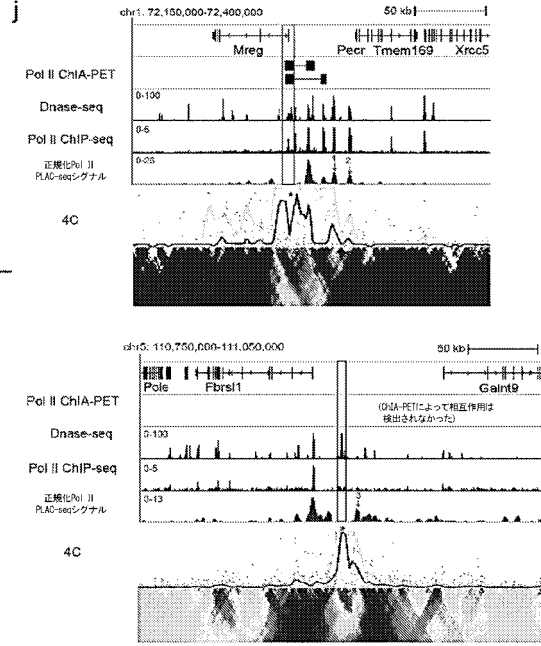 j
chr1: 72,150,000-72,400,000
50 kb
Mreg
Pecr
Tmem169
Xrcc5
Pol II ChIA-PET
Dnase-seq
0-100
Pol II ChIP-seq
0-5
正規化Pol II
PLAC-seqシグナル
0-25
1
2
*
4C
chr5: 110,750,000-111,050,000
50 kb
Pole
Fbrsl1
Galnt9
Pol II ChIA-PET
(ChIA-PETによって相互作用は
検出されなかった)
Dnase-seq
0-100
Pol II ChIP-seq
0-5
正規化Pol II
PLAC-seqシグナル
0-13
3
*
4C